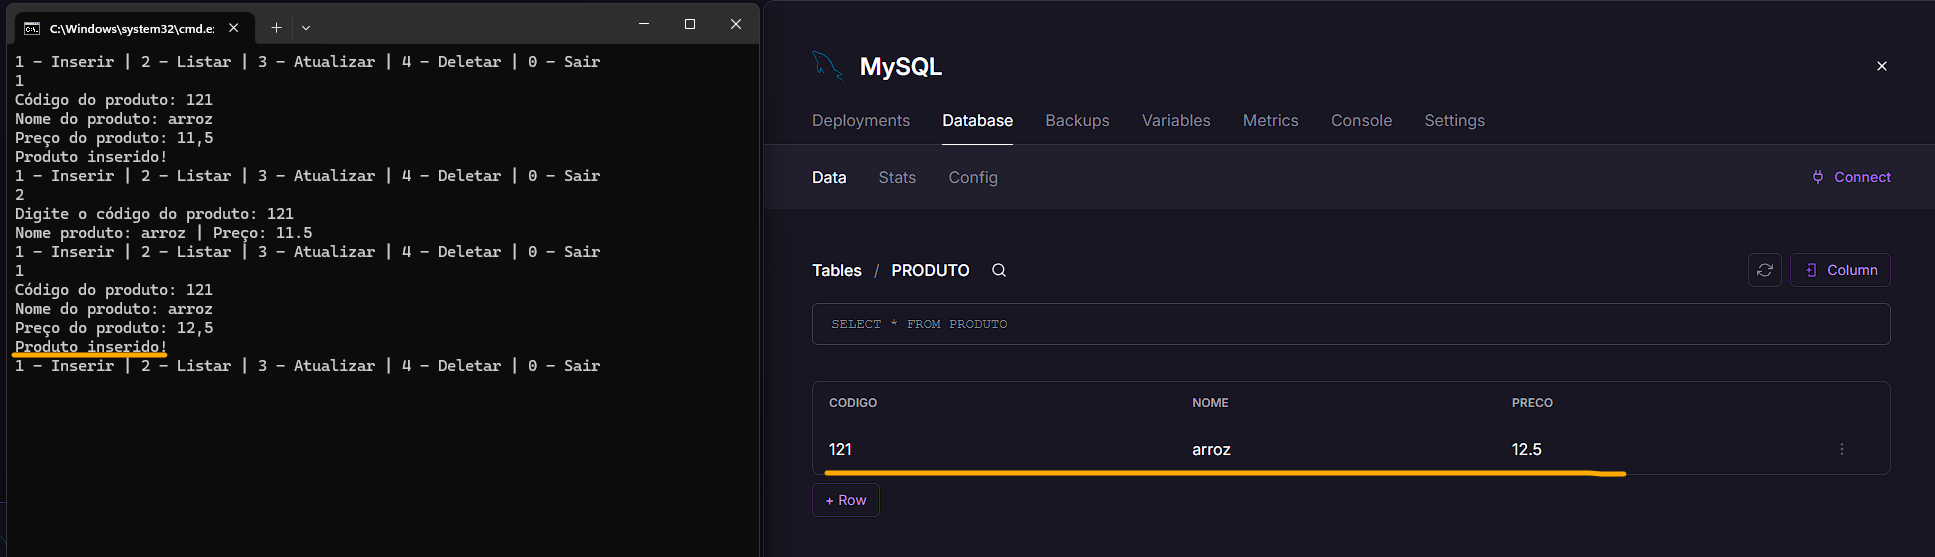 C:\Windows\system32\cmd.e:
1 - Inserir | 2 - Listar | 3 - Atualizar | 4 - Deletar | 0 - Sair
1
Código do produto: 121
Nome do produto: arroz
Preço do produto: 11,5
Produto inserido!
1 - Inserir | 2 - Listar | 3 - Atualizar | 4 - Deletar | 0 - Sair
2
Digite o código do produto: 121
Nome produto: arroz | Preço: 11.5
1 - Inserir | 2 - Listar | 3 - Atualizar | 4 - Deletar | 0 - Sair
1
Código do produto: 121
Nome do produto: arroz
Preço do produto: 12,5
Produto inserido!
1 - Inserir | 2 - Listar | 3 - Atualizar | 4 - Deletar | 0 - Sair
MySQL
Deployments Database Backups Variables Metrics Console Settings
Data Stats Config Connect
Tables / PRODUTO Column
SELECT * FROM PRODUTO
CODIGO NOME PRECO
121 arroz 12.5
+ Row